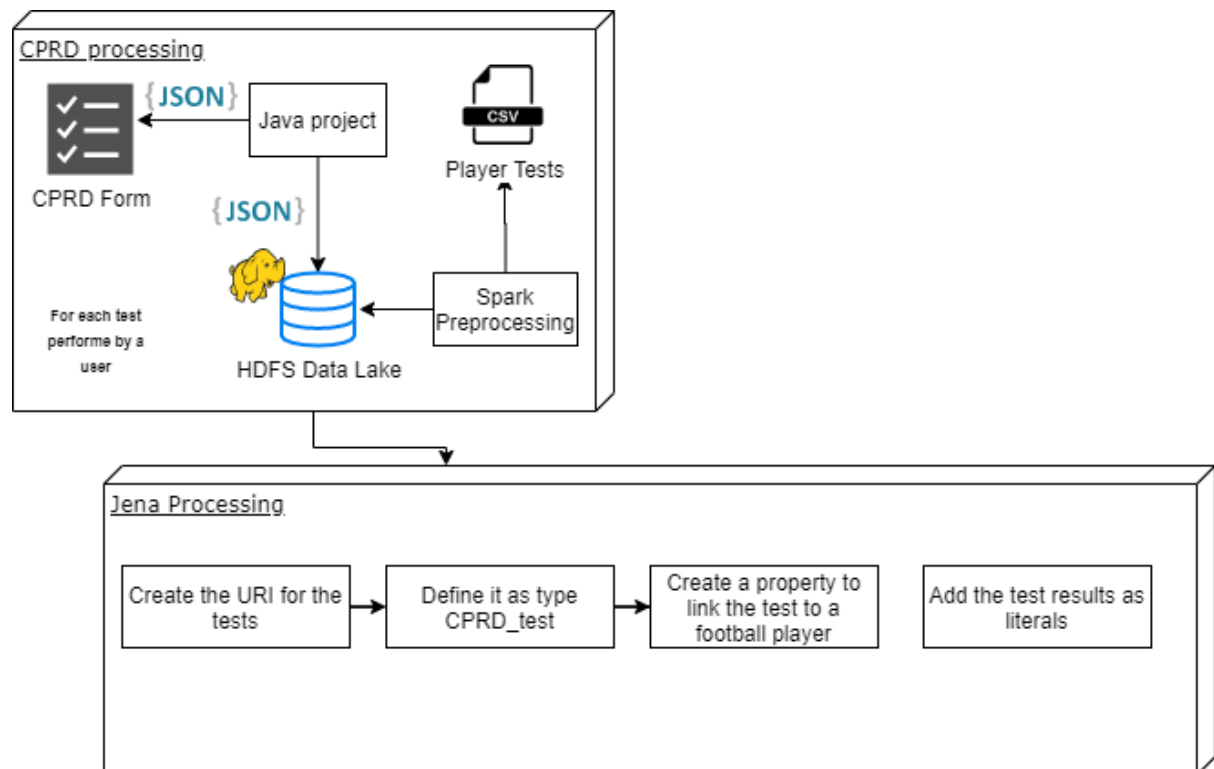 CPRD processing
{JSON}
Java project
CSV
Player Tests
CPRD Form
{JSON}
Spark
Preprocessing
For each test
performe by a
user
HDFS Data Lake
Jena Processing
Create the URI for the
tests
Define it as type
CPRD_test
Create a property to
link the test to a
football player
Add the test results as
literals